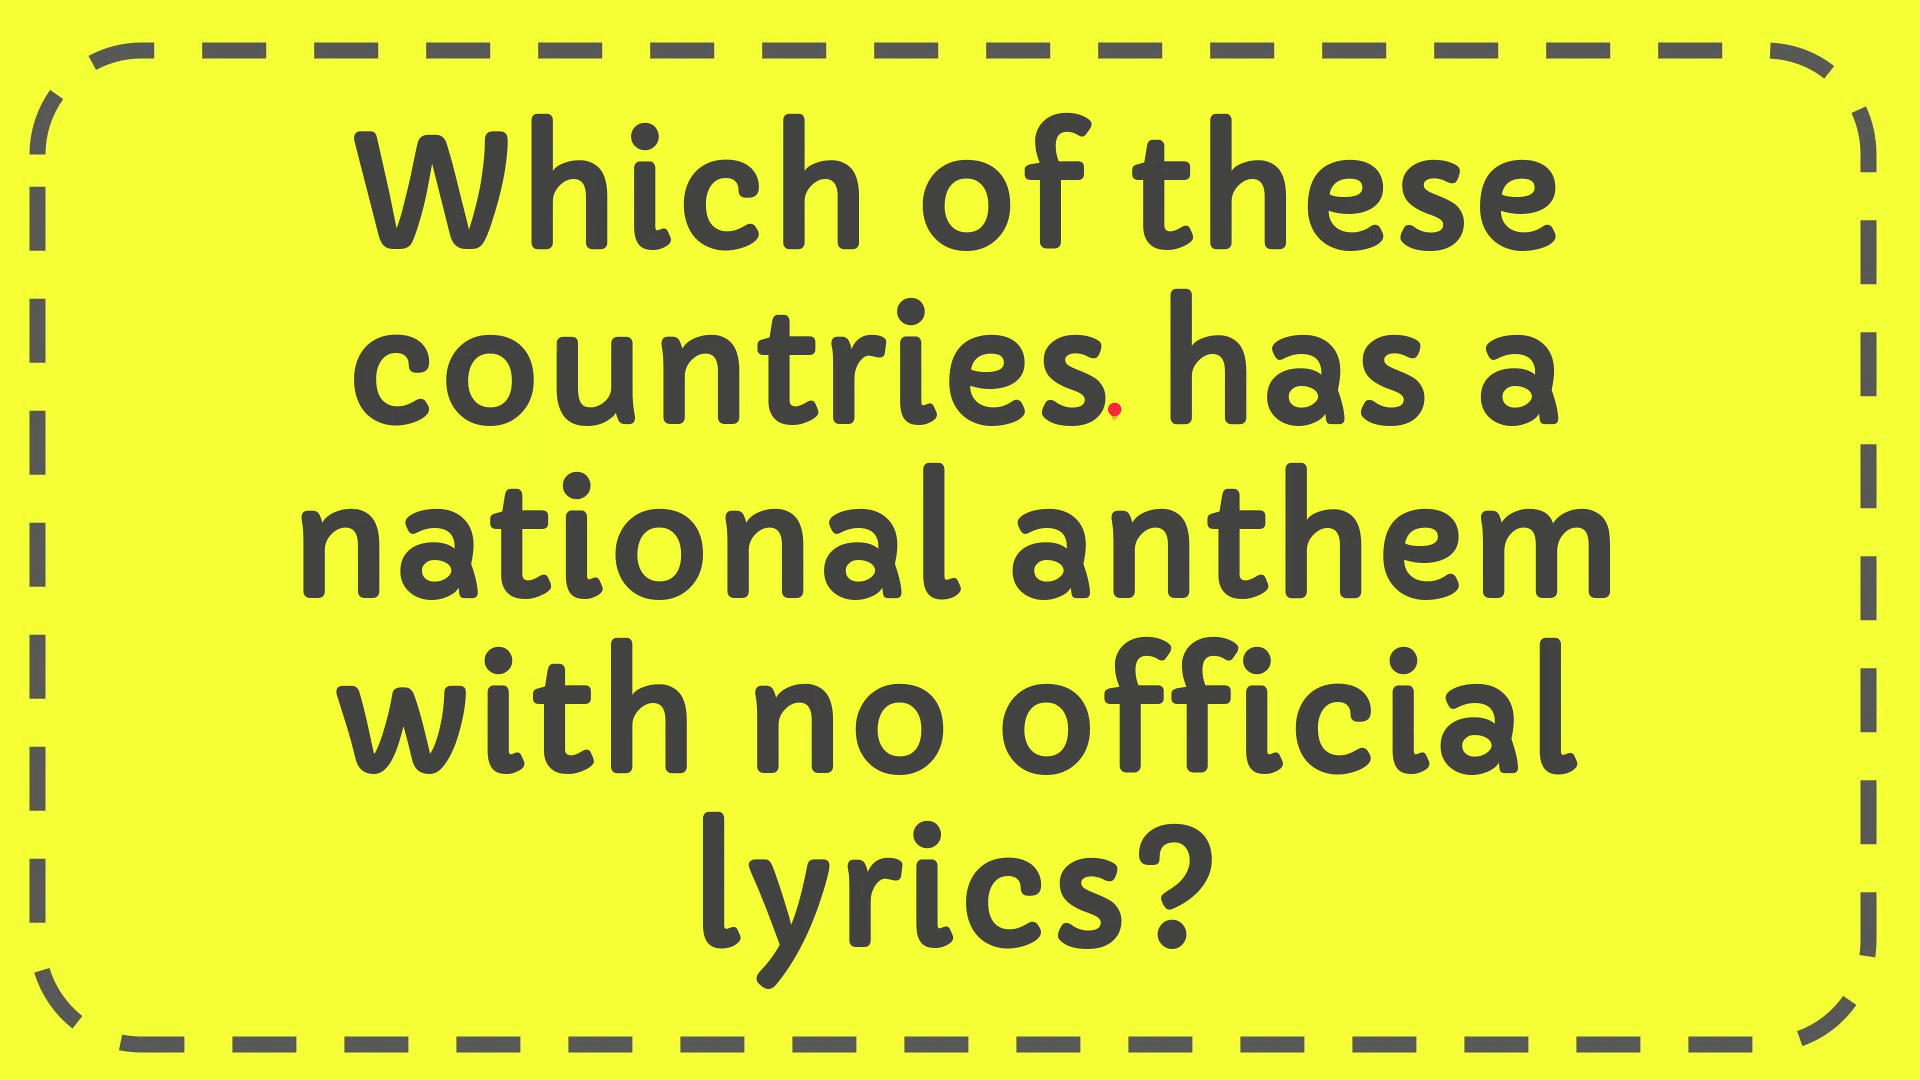 Which of these
countries has a
national anthem
with no official
lyrics?